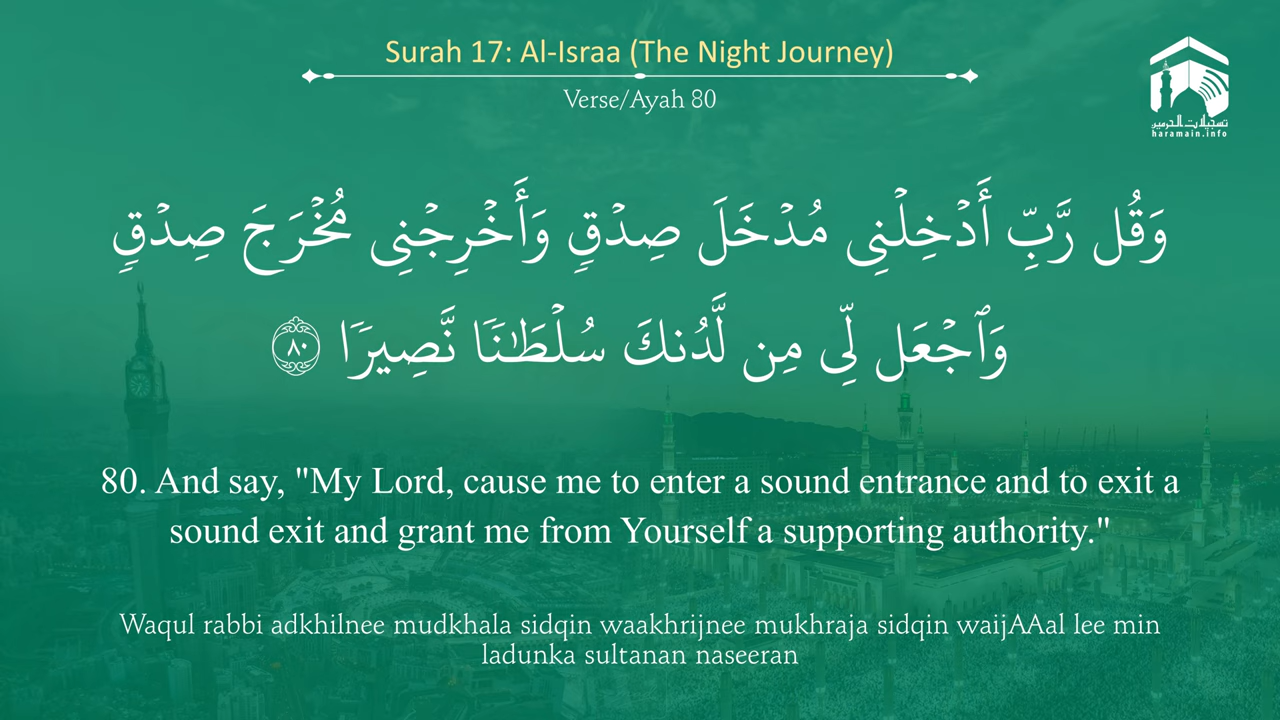 Surah 17: Al-Israa (The Night Journey)
Verse/Ayah 80
تسجيلات الحرمين
haramain.info
وَقُل رَّبِّ أَدْخِلْنِى مُدْخَلَ صِدْقٍ وَأَخْرِجْنِى مُخْرَجَ صِدْقٍ
وَٱجْعَل لِّى مِن لَّدُنكَ سُلْطَـٰنًا نَّصِيرًا ٨٠
80. And say, "My Lord, cause me to enter a sound entrance and to exit a
sound exit and grant me from Yourself a supporting authority."
Waqul rabbi adkhilnee mudkhala sidqin waakhrijnee mukhraja sidqin waijAAal lee min
ladunka sultanan naseeran